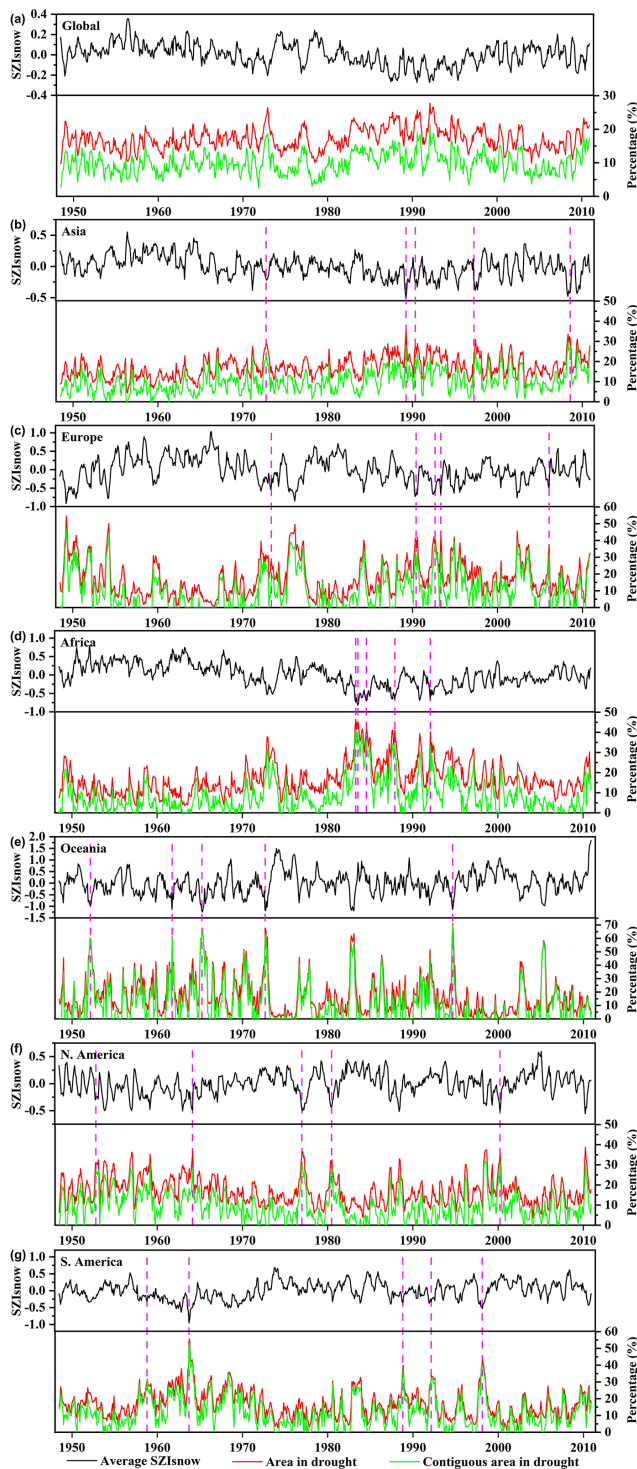 (a)
Global
SZIsnow
0.4
0.2
0.0
-0.2
-0.4
30
20
10
0
Percentage (%)
1950 1960 1970 1980 1990 2000 2010
(b)
Asia
SZIsnow
0.5
0.0
-0.5
50
40
30
20
10
0
Percentage (%)
1950 1960 1970 1980 1990 2000 2010
(c)
Europe
SZIsnow
1.0
0.5
0.0
-0.5
-1.0
60
50
40
30
20
10
0
Percentage (%)
1950 1960 1970 1980 1990 2000 2010
(d)
Africa
SZIsnow
1.0
0.5
0.0
-0.5
-1.0
50
40
30
20
10
0
Percentage (%)
1950 1960 1970 1980 1990 2000 2010
(e)
Oceania
SZIsnow
2.0
1.5
1.0
0.5
0.0
-0.5
-1.0
-1.5
70
60
50
40
30
20
10
0
Percentage (%)
1950 1960 1970 1980 1990 2000 2010
(f)
N. America
SZIsnow
0.5
0.0
-0.5
50
40
30
20
10
0
Percentage (%)
1950 1960 1970 1980 1990 2000 2010
(g)
S. America
SZIsnow
1.0
0.5
0.0
-0.5
-1.0
60
50
40
30
20
10
0
Percentage (%)
1950 1960 1970 1980 1990 2000 2010
Average SZIsnow Area in drought Contiguous area in drought